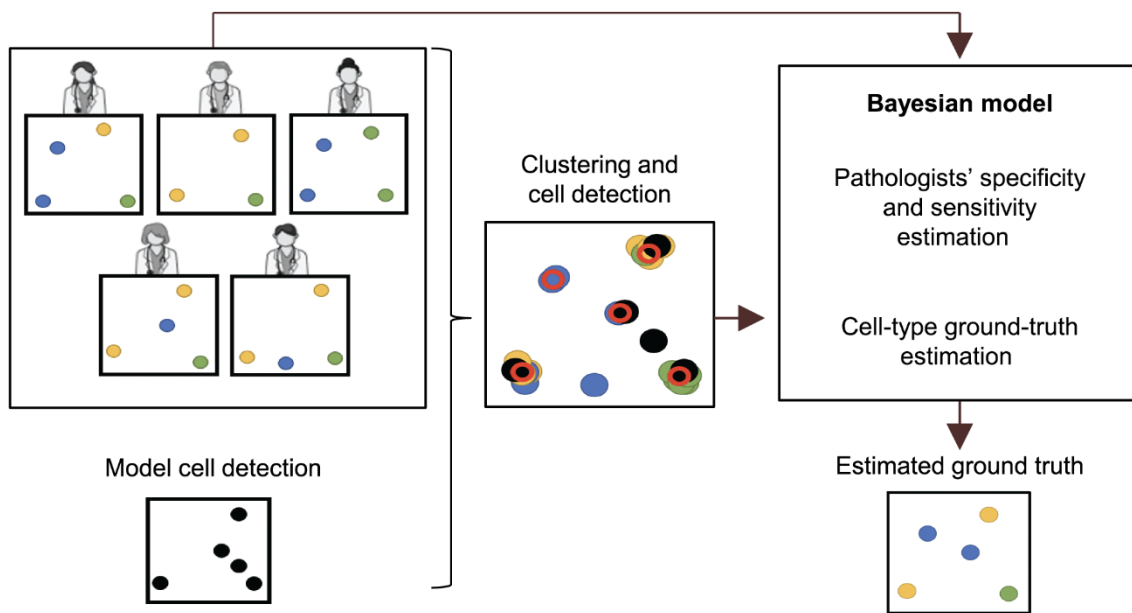 Clustering and
cell detection
Bayesian model
Pathologists’ specificity
and sensitivity
estimation
Cell-type ground-truth
estimation
Model cell detection
Estimated ground truth